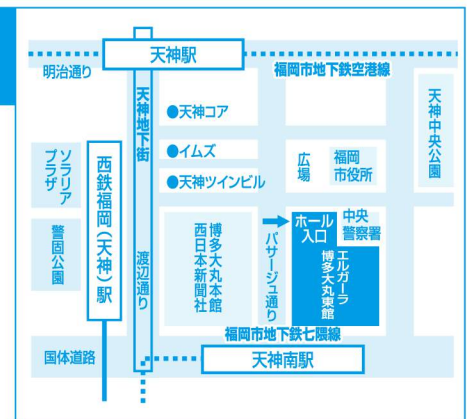 天神駅
明治通り
福岡市地下鉄空港線
天神地下街
●天神コア
●イムズ
●天神ツインビル
広場
福岡
市役所
天神中央公園
ソラリア
プラザ
西鉄福岡(天神)駅
警固公園
渡辺通り
博多大丸本館
西日本新聞社
パサージュ通り
ホール
入口
中央
警察署
エルガーラ
博多大丸東館
福岡市地下鉄七隈線
国体道路
天神南駅